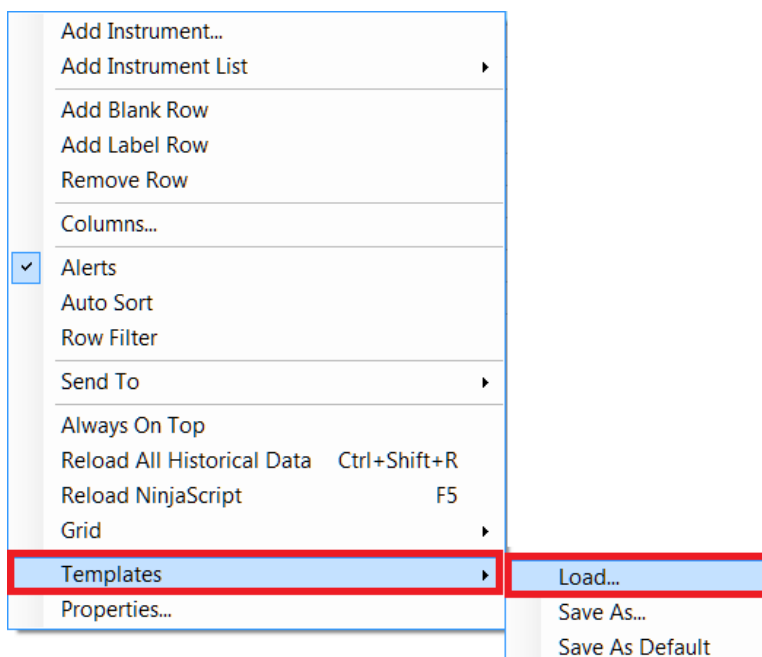 Add Instrument...
Add Instrument List
Add Blank Row
Add Label Row
Remove Row
Columns...
Alerts
Auto Sort
Row Filter
Send To
Always On Top
Reload All Historical Data Ctrl+Shift+R
Reload NinjaScript F5
Grid
Templates
Properties...
Load...
Save As...
Save As Default